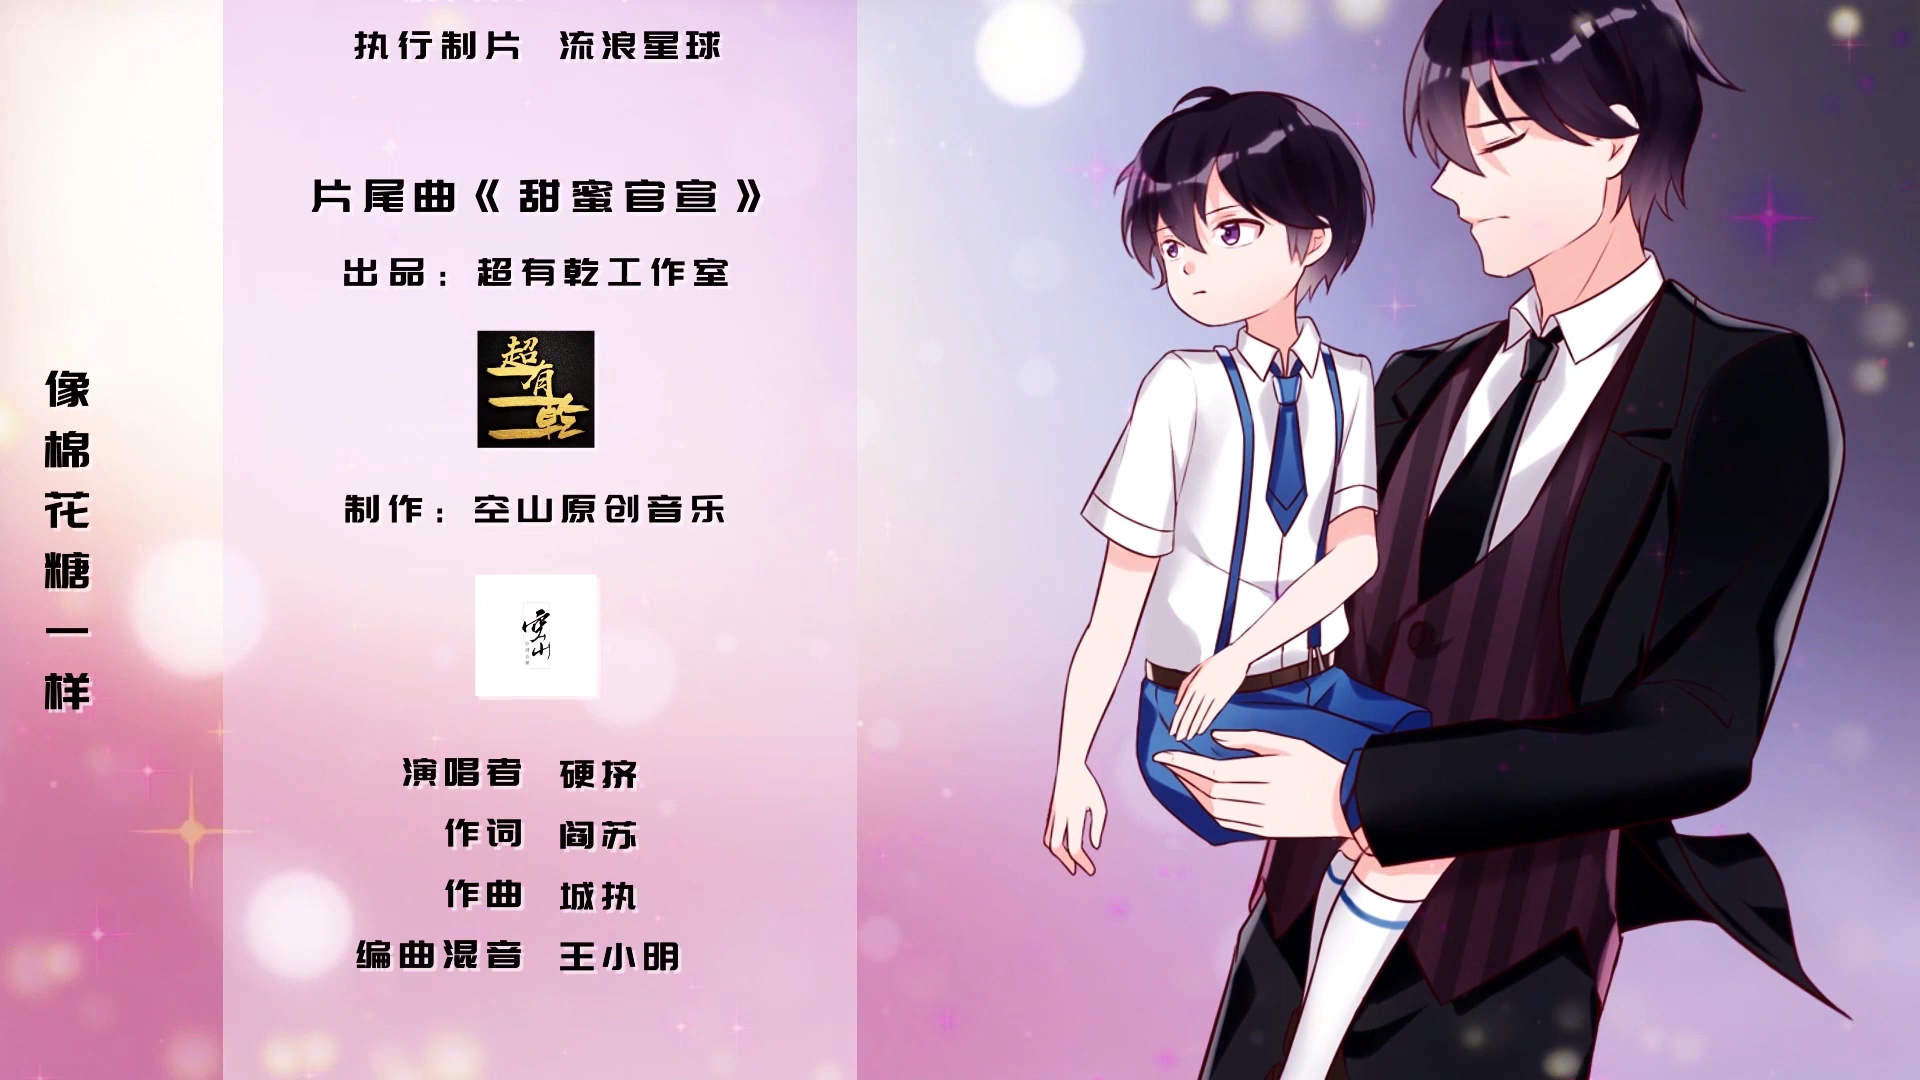 像棉花糖一样
执行制片 流浪星球
片尾曲《甜蜜官宣》
出品：超有乾工作室
超有乾
制作：空山原创音乐
空山
演唱者 硬挤
作词 阎苏
作曲 城执
编曲混音 王小明